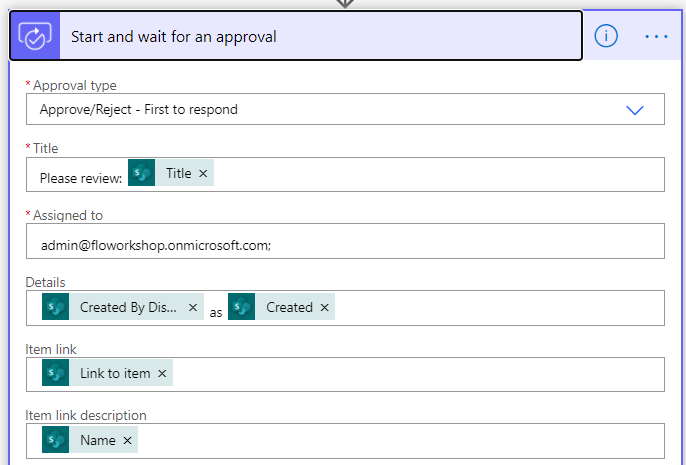 Start and wait for an approval
* Approval type
Approve/Reject - First to respond
* Title
Please review: Title ×
* Assigned to
admin@floworkshop.onmicrosoft.com;
Details
Created By Dis... × as Created ×
Item link
Link to item ×
Item link description
Name ×